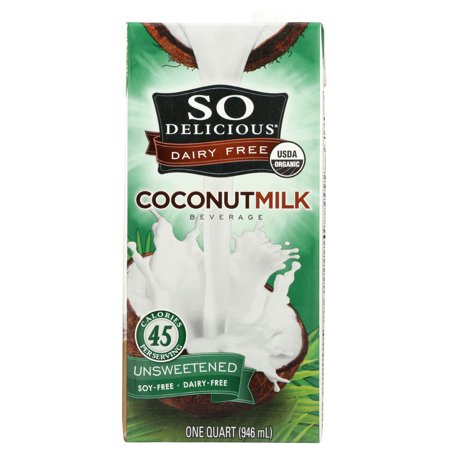 SO
DELICIOUS®
DAIRY FREE
USDA
ORGANIC
COCONUTMILK
BEVERAGE
CALORIES
45
PER SERVING
UNSWEETENED
SOY-FREE • DAIRY-FREE
ONE QUART (946 mL)